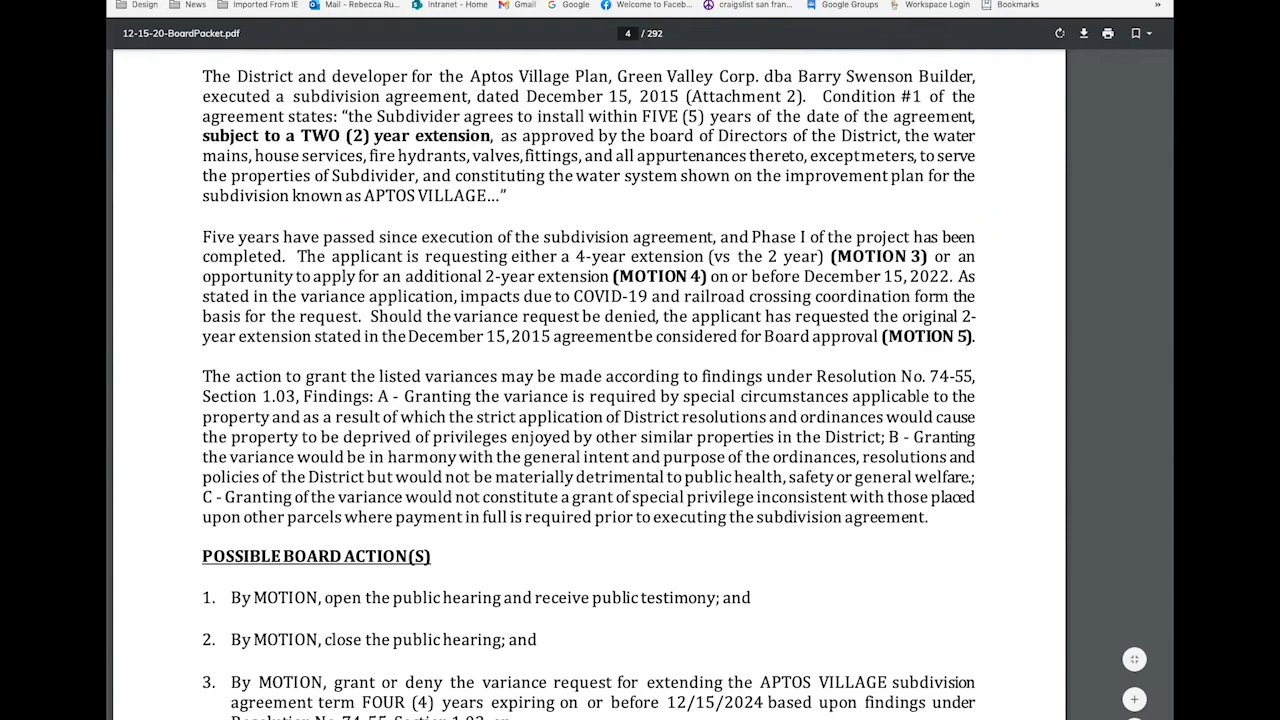 Design News Imported From IE Mail - Rebecca Ru... Intranet - Home Gmail Google Welcome to Faceb... craigslist san fran... Google Groups Workspace Login Bookmarks »
12-15-20-BoardPacket.pdf 4 / 292
The District and developer for the Aptos Village Plan, Green Valley Corp. dba Barry Swenson Builder,
executed a subdivision agreement, dated December 15, 2015 (Attachment 2). Condition #1 of the
agreement states: “the Subdivider agrees to install within FIVE (5) years of the date of the agreement,
subject to a TWO (2) year extension, as approved by the board of Directors of the District, the water
mains, house services, fire hydrants, valves, fittings, and all appurtenances thereto, except meters, to serve
the properties of Subdivider, and constituting the water system shown on the improvement plan for the
subdivision known as APTOS VILLAGE…”
Five years have passed since execution of the subdivision agreement, and Phase I of the project has been
completed. The applicant is requesting either a 4-year extension (vs the 2 year) (MOTION 3) or an
opportunity to apply for an additional 2-year extension (MOTION 4) on or before December 15, 2022. As
stated in the variance application, impacts due to COVID-19 and railroad crossing coordination form the
basis for the request. Should the variance request be denied, the applicant has requested the original 2-
year extension stated in the December 15, 2015 agreement be considered for Board approval (MOTION 5).
The action to grant the listed variances may be made according to findings under Resolution No. 74-55,
Section 1.03, Findings: A - Granting the variance is required by special circumstances applicable to the
property and as a result of which the strict application of District resolutions and ordinances would cause
the property to be deprived of privileges enjoyed by other similar properties in the District; B - Granting
the variance would be in harmony with the general intent and purpose of the ordinances, resolutions and
policies of the District but would not be materially detrimental to public health, safety or general welfare.;
C - Granting of the variance would not constitute a grant of special privilege inconsistent with those placed
upon other parcels where payment in full is required prior to executing the subdivision agreement.
POSSIBLE BOARD ACTION(S)
1. By MOTION, open the public hearing and receive public testimony; and
2. By MOTION, close the public hearing; and
3. By MOTION, grant or deny the variance request for extending the APTOS VILLAGE subdivision
agreement term FOUR (4) years expiring on or before 12/15/2024 based upon findings under
Resolution No. 74-55, Section 1.03, or